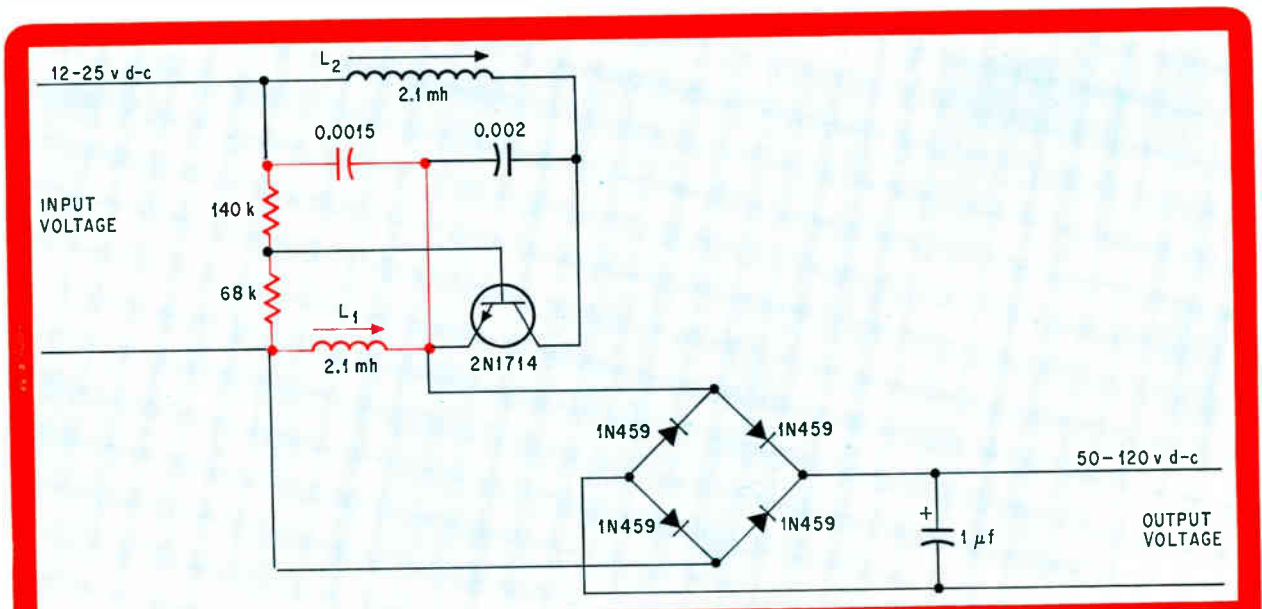 L2
12-25 v d-c
2.1 mh
0.0015
0.002
INPUT
VOLTAGE
140 k
68 k
L1
2.1 mh
2N1714
1N459
1N459
50-120 v d-c
1N459
1N459
+
1 µf
OUTPUT
VOLTAGE